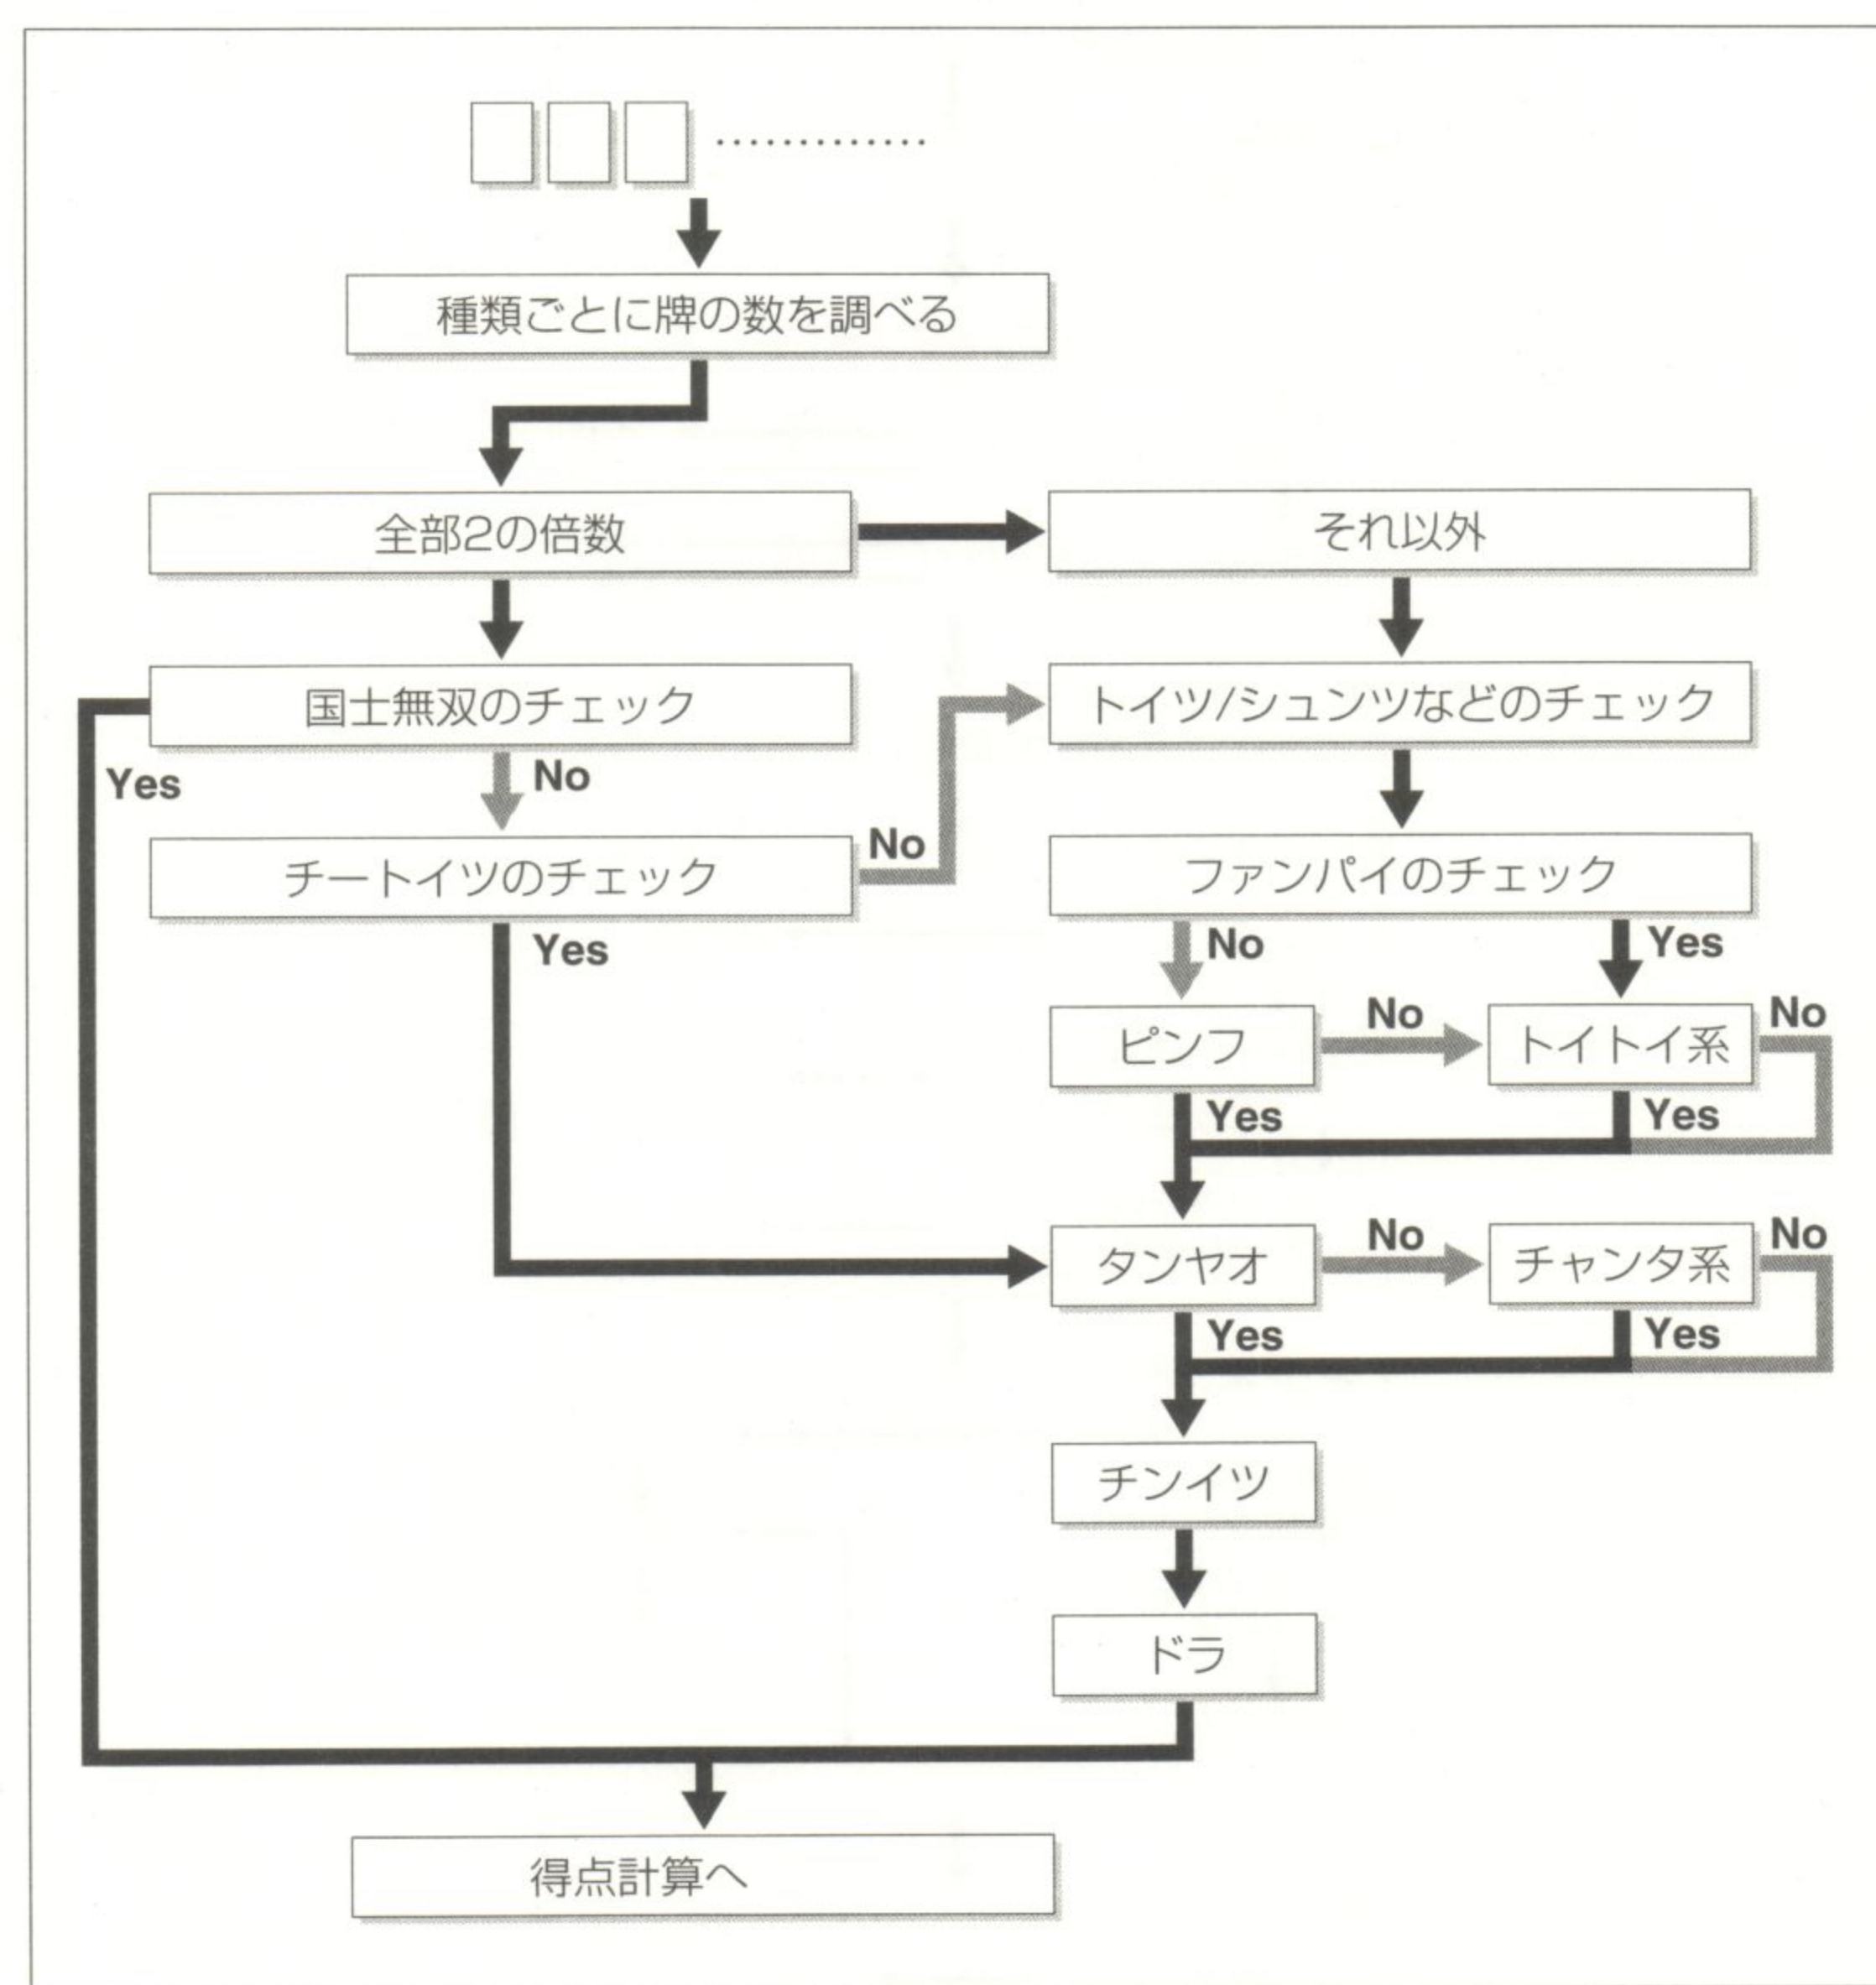 種類ごとに牌の数を調べる
全部2の倍数
それ以外
国士無双のチェック
トイツ/シュンツなどのチェック
Yes
No
チートイツのチェック
No
ファンパイのチェック
Yes
No
Yes
ピンフ
No
トイトイ系
No
Yes
Yes
タンヤオ
No
チャンタ系
No
Yes
Yes
チンイツ
ドラ
得点計算へ